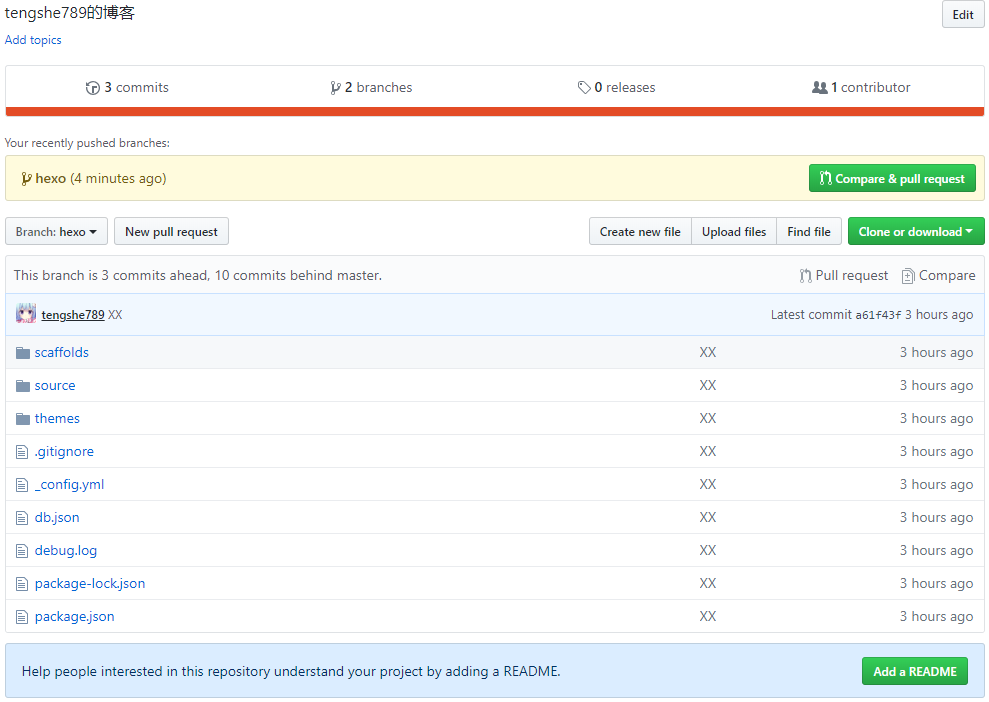 tengshe789的博客
Edit
Add topics
3 commits 2 branches 0 releases 1 contributor
Your recently pushed branches:
hexo (4 minutes ago) Compare & pull request
Branch: hexo New pull request Create new file Upload files Find file Clone or download
This branch is 3 commits ahead, 10 commits behind master. Pull request Compare
tengshe789 XX Latest commit a61f43f 3 hours ago
scaffolds XX 3 hours ago
source XX 3 hours ago
themes XX 3 hours ago
.gitignore XX 3 hours ago
_config.yml XX 3 hours ago
db.json XX 3 hours ago
debug.log XX 3 hours ago
package-lock.json XX 3 hours ago
package.json XX 3 hours ago
Help people interested in this repository understand your project by adding a README. Add a README